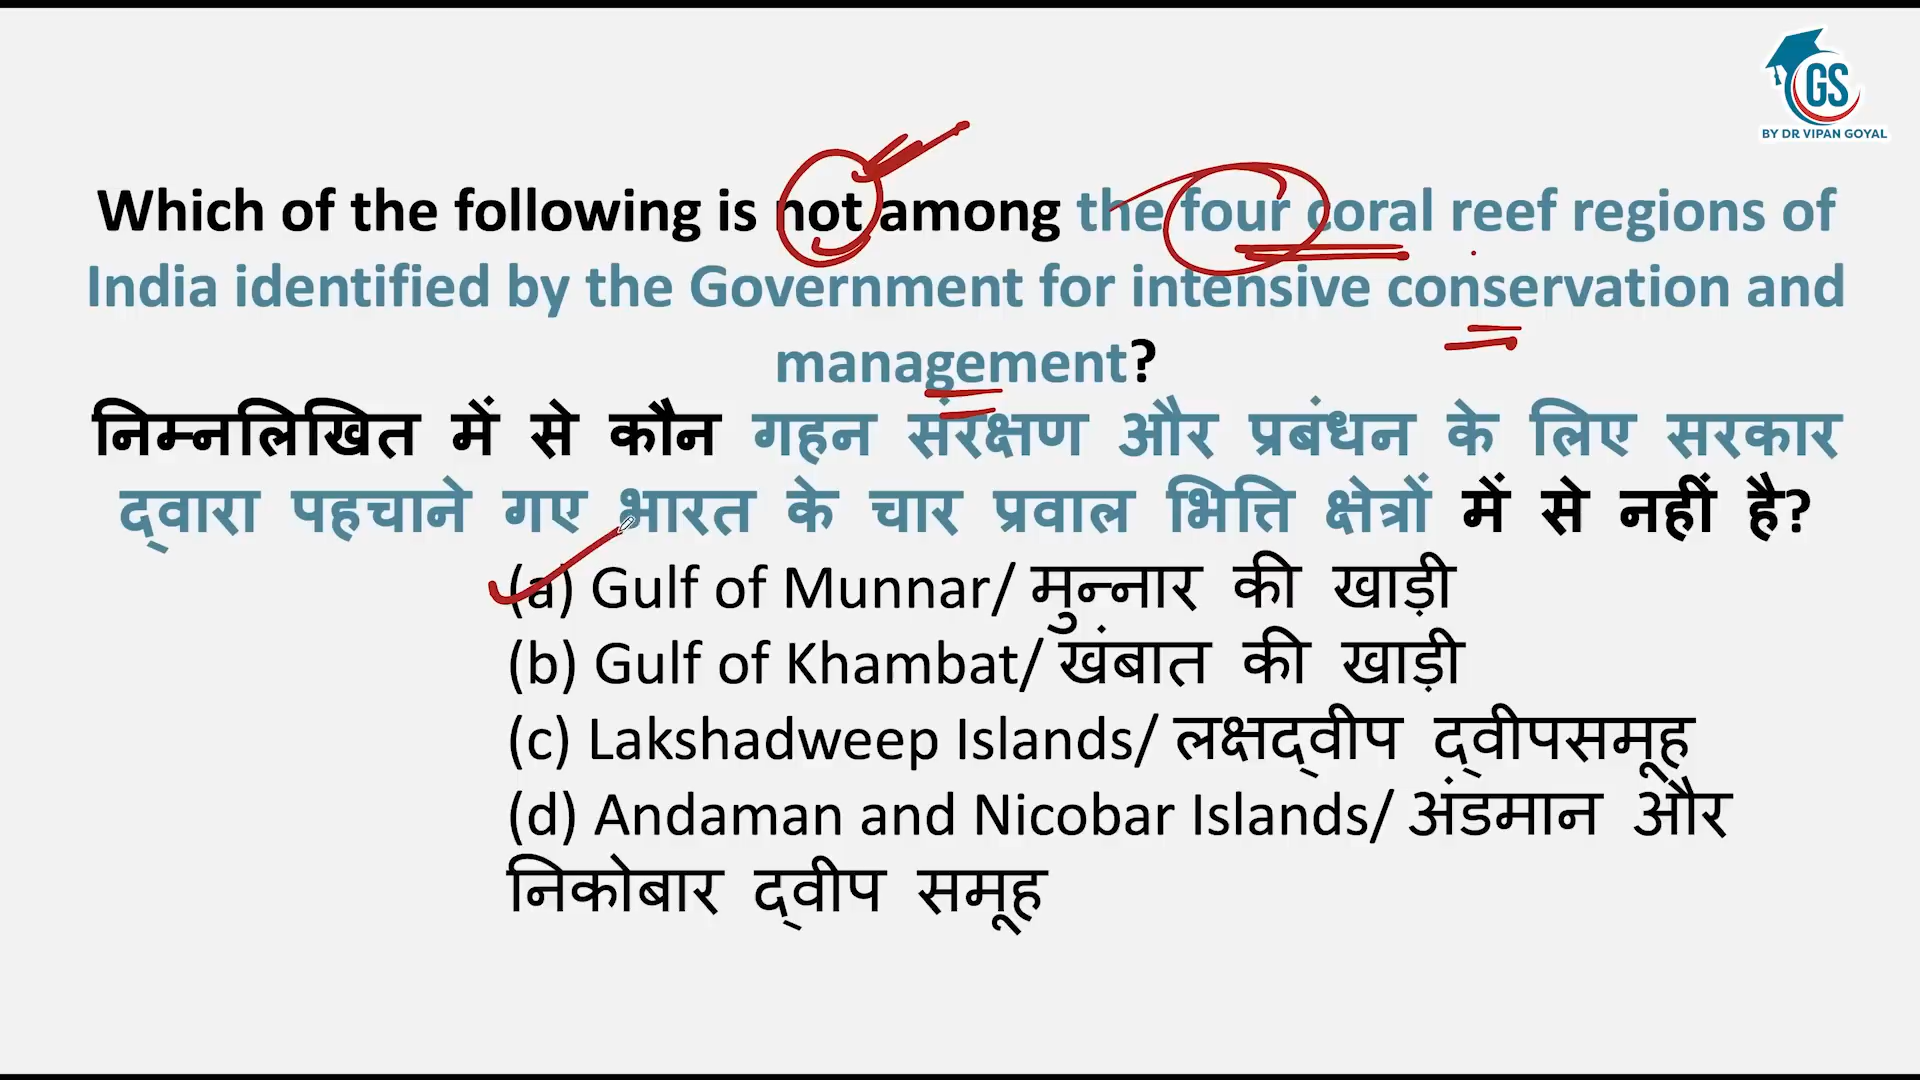 GS
BY DR VIPAN GOYAL
Which of the following is not among the four coral reef regions of
India identified by the Government for intensive conservation and
management?
निम्नलिखित में से कौन गहन संरक्षण और प्रबंधन के लिए सरकार
द्वारा पहचाने गए भारत के चार प्रवाल भित्ति क्षेत्रों में से नहीं है?
(a) Gulf of Munnar/ मुन्नार की खाड़ी
(b) Gulf of Khambat/ खंबात की खाड़ी
(c) Lakshadweep Islands/ लक्षद्वीप द्वीपसमूह
(d) Andaman and Nicobar Islands/ अंडमान और
निकोबार द्वीप समूह